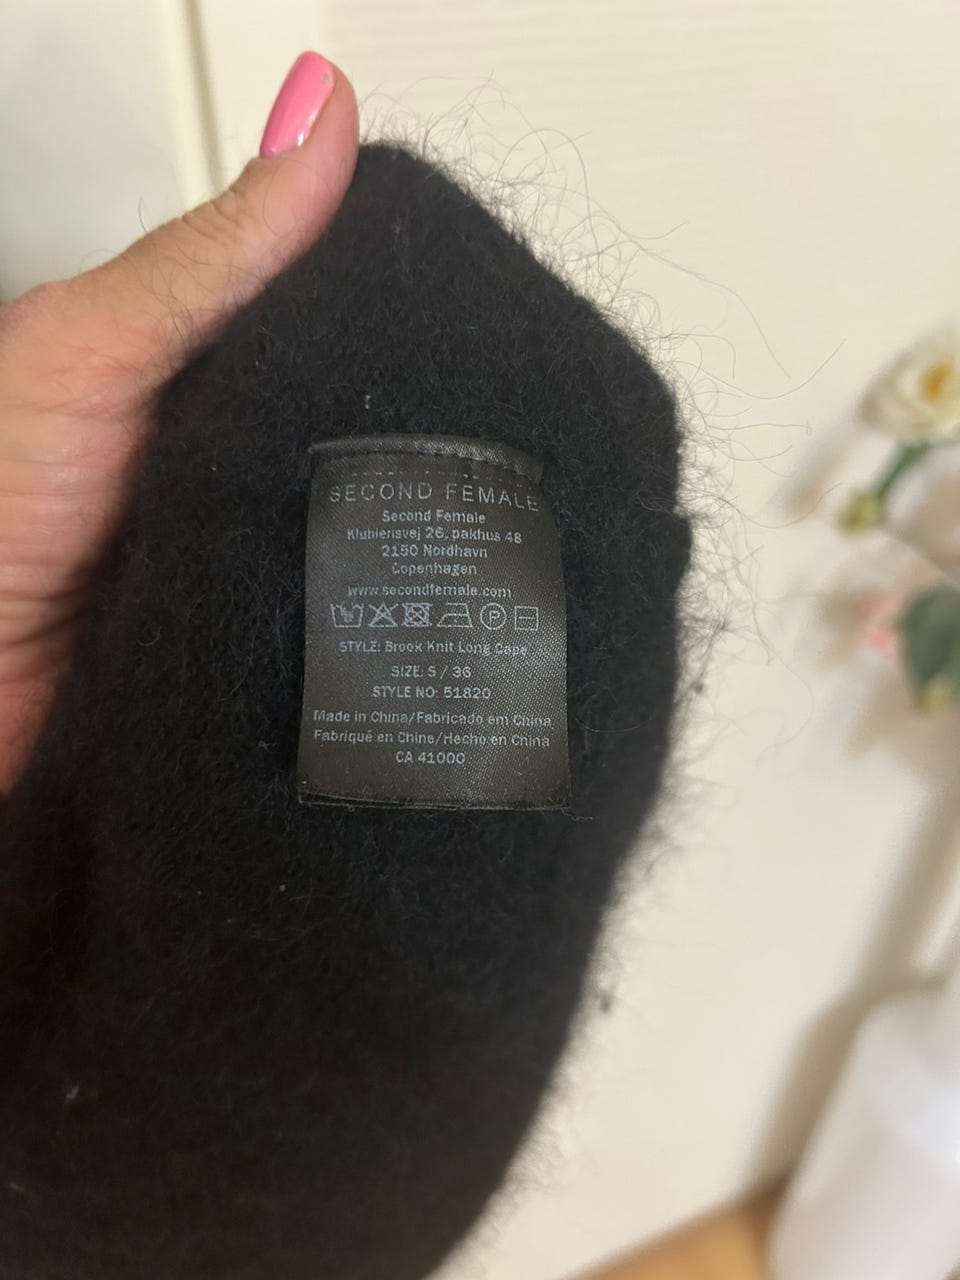 SECOND FEMALE
Second Female
Klubiensvej 26, pakhus 48
2150 Nordhavn
Copenhagen
www.secondfemale.com
P
STYLE: Brook Knit Long Cape
SIZE: S / 36
STYLE NO: 51820
Made in China/Fabricado em China
Fabriqué en Chine/Hecho en China
CA 41000